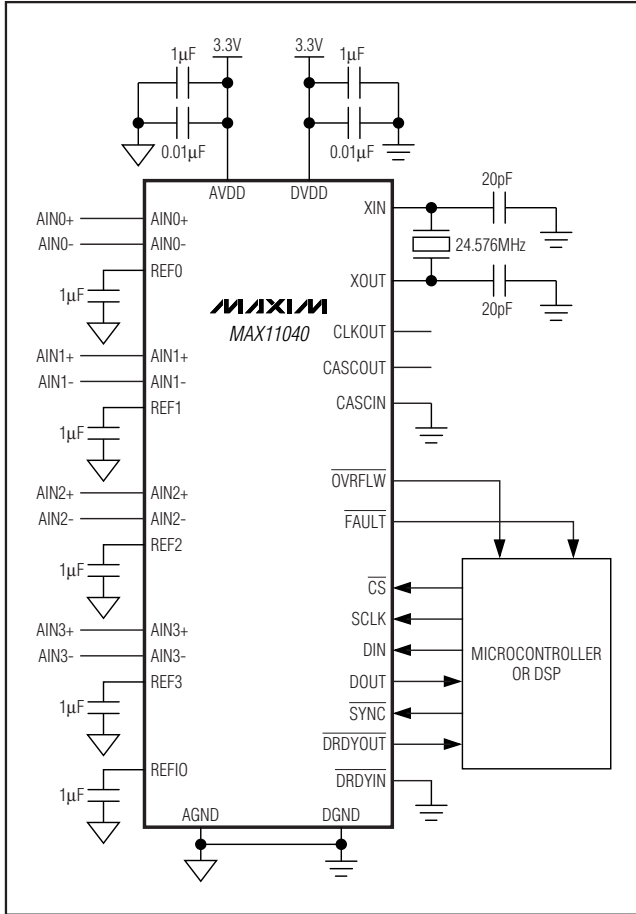 3.3V
3.3V
1μF
1μF
0.01μF
0.01μF
AVDD
DVDD
AIN0+
AIN0-
1μF
AIN1+
AIN1-
1μF
AIN2+
AIN2-
1μF
AIN3+
AIN3-
1μF
1μF
AIN0+
AIN0-
REF0
AIN1+
AIN1-
REF1
AIN2+
AIN2-
REF2
AIN3+
AIN3-
REF3
REFIO
MAXIM
MAX11040
AGND
DGND
XIN
XOUT
CLKOUT
CASCOUT
CASCIN
OVRFLW
FAULT
CS
SCLK
DIN
DOUT
SYNC
DRDYOUT
DRDYIN
20pF
24.576MHz
20pF
MICROCONTROLLER
OR DSP